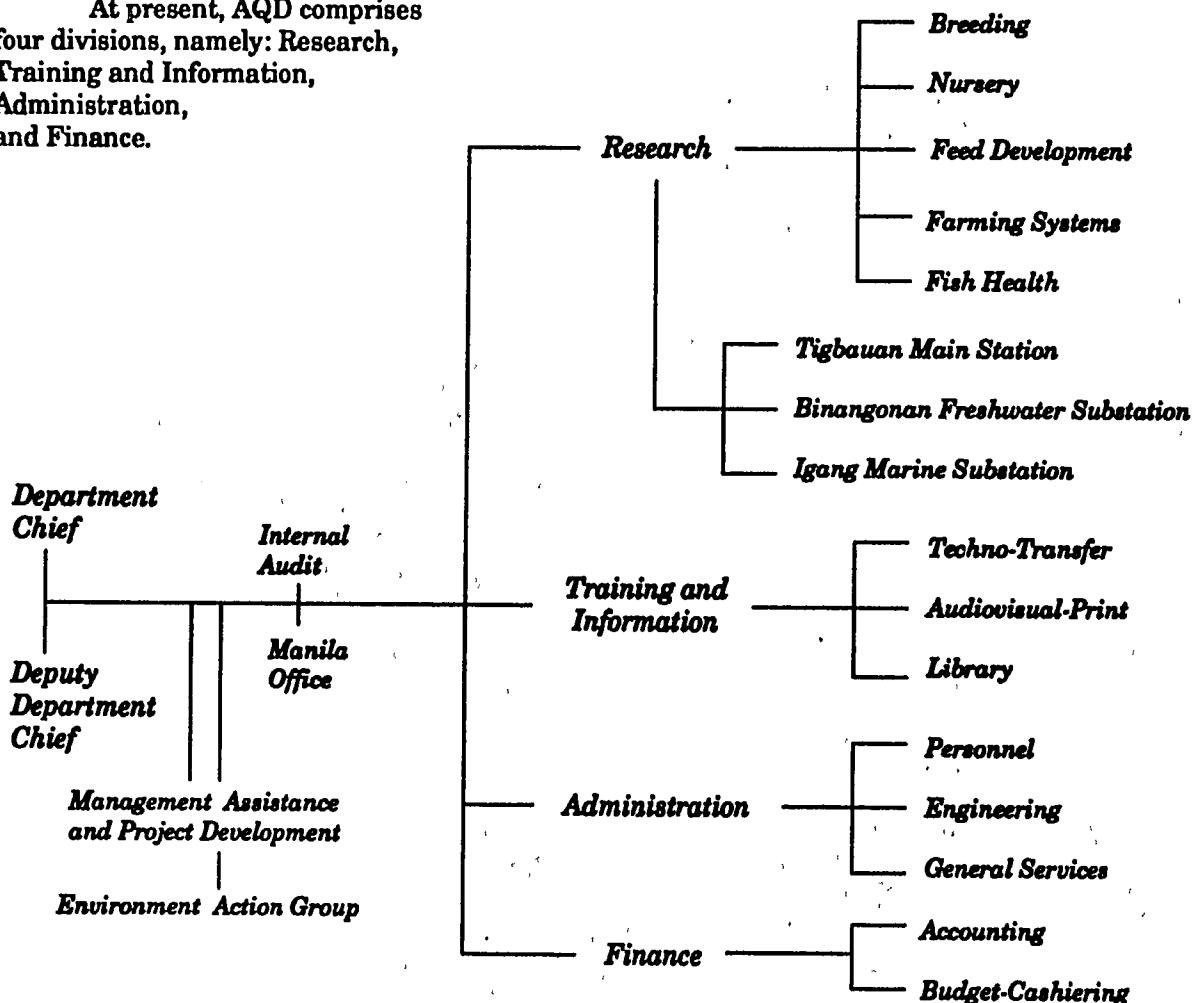 At present, AQD comprises
four divisions, namely: Research,
Training and Information,
Administration,
and Finance.
Breeding
Nursery
Research
Feed Development
Farming Systems
Fish Health
Tigbauan Main Station
Binangonan Freshwater Substation
Igang Marine Substation
Department
Chief
Internal
Audit
Manila
Office
Deputy
Department
Chief
Management Assistance
and Project Development
Environment Action Group
Training and
Information
Techno-Transfer
Audiovisual-Print
Library
Administration
Personnel
Engineering
General Services
Finance
Accounting
Budget-Cashiering